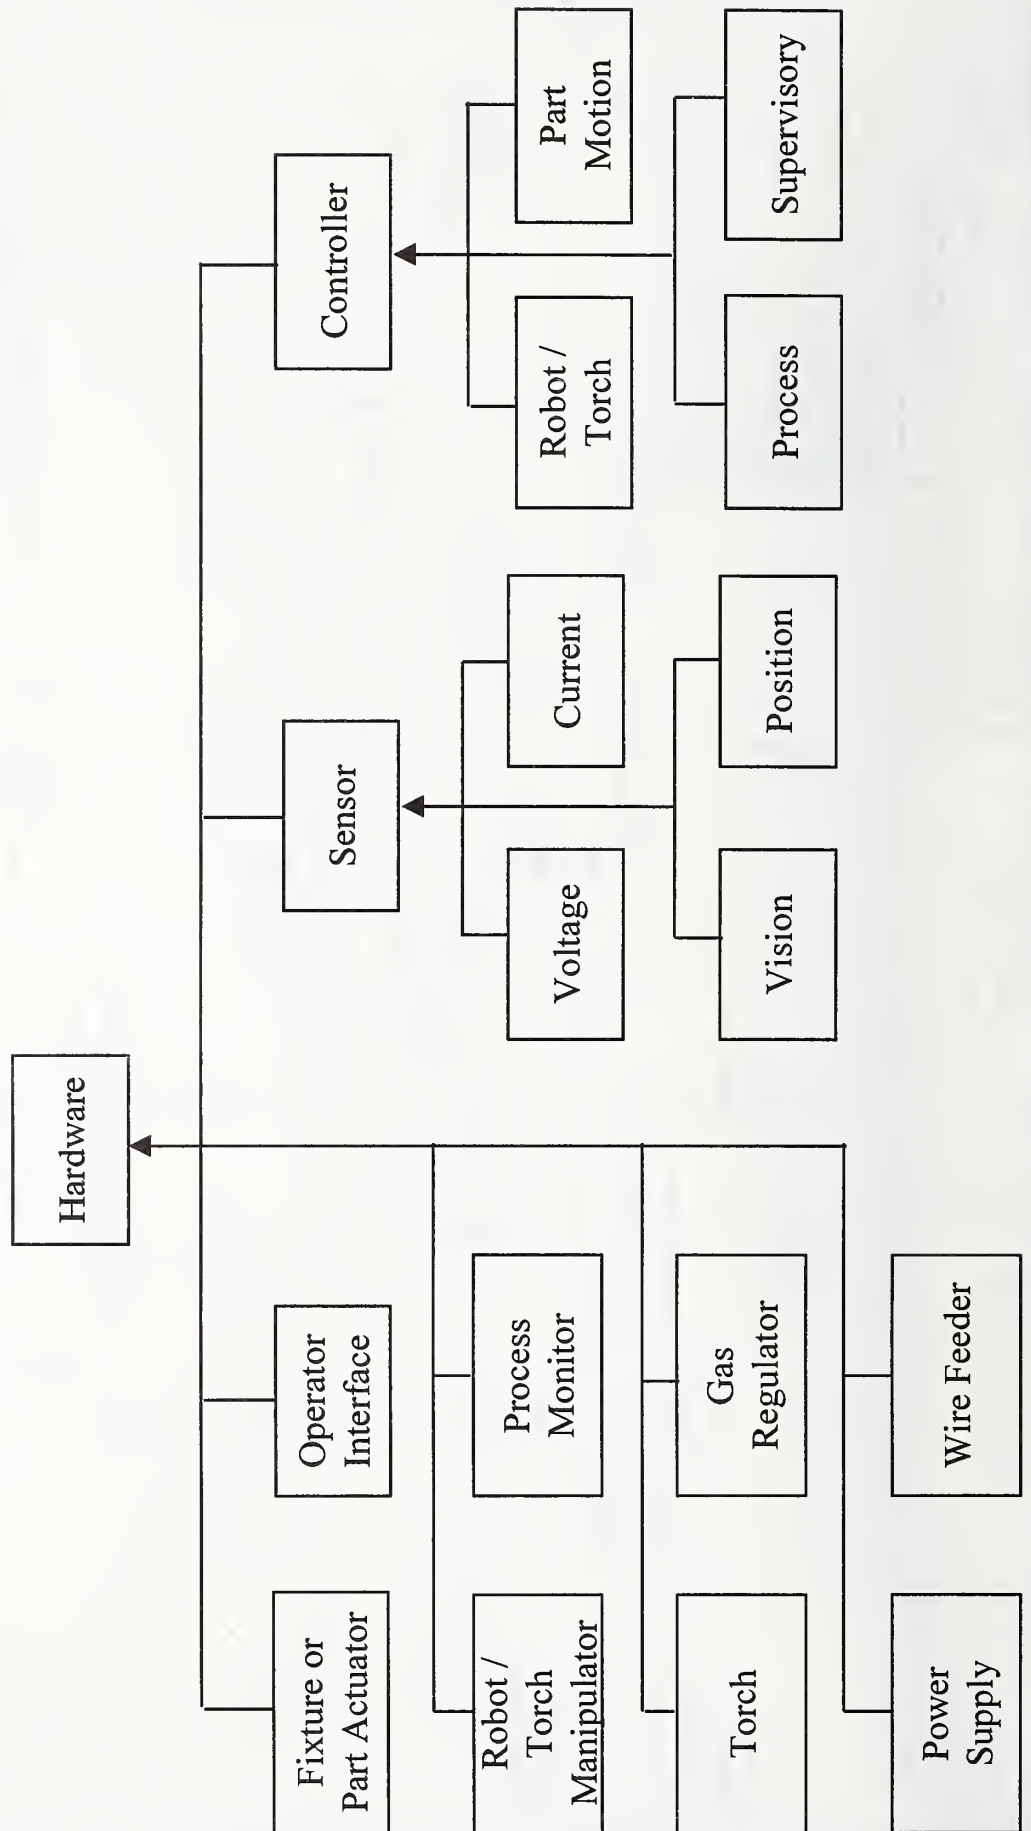 Hardware
Fixture or
Part Actuator
Operator
Interface
Sensor
Controller
Robot /
Torch
Manipulator
Process
Monitor
Voltage
Current
Robot /
Torch
Part
Motion
Torch
Gas
Regulator
Vision
Position
Process
Supervisory
Power
Supply
Wire Feeder